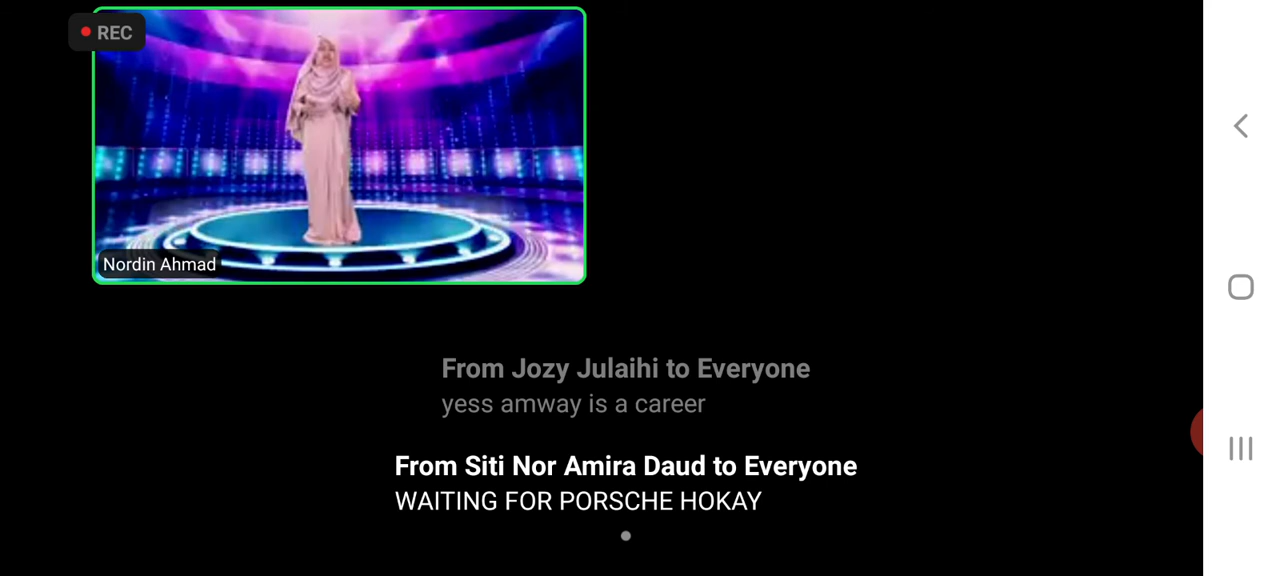 REC
Nordin Ahmad
From Jozy Julaihi to Everyone
yess amway is a career
From Siti Nor Amira Daud to Everyone
WAITING FOR PORSCHE HOKAY